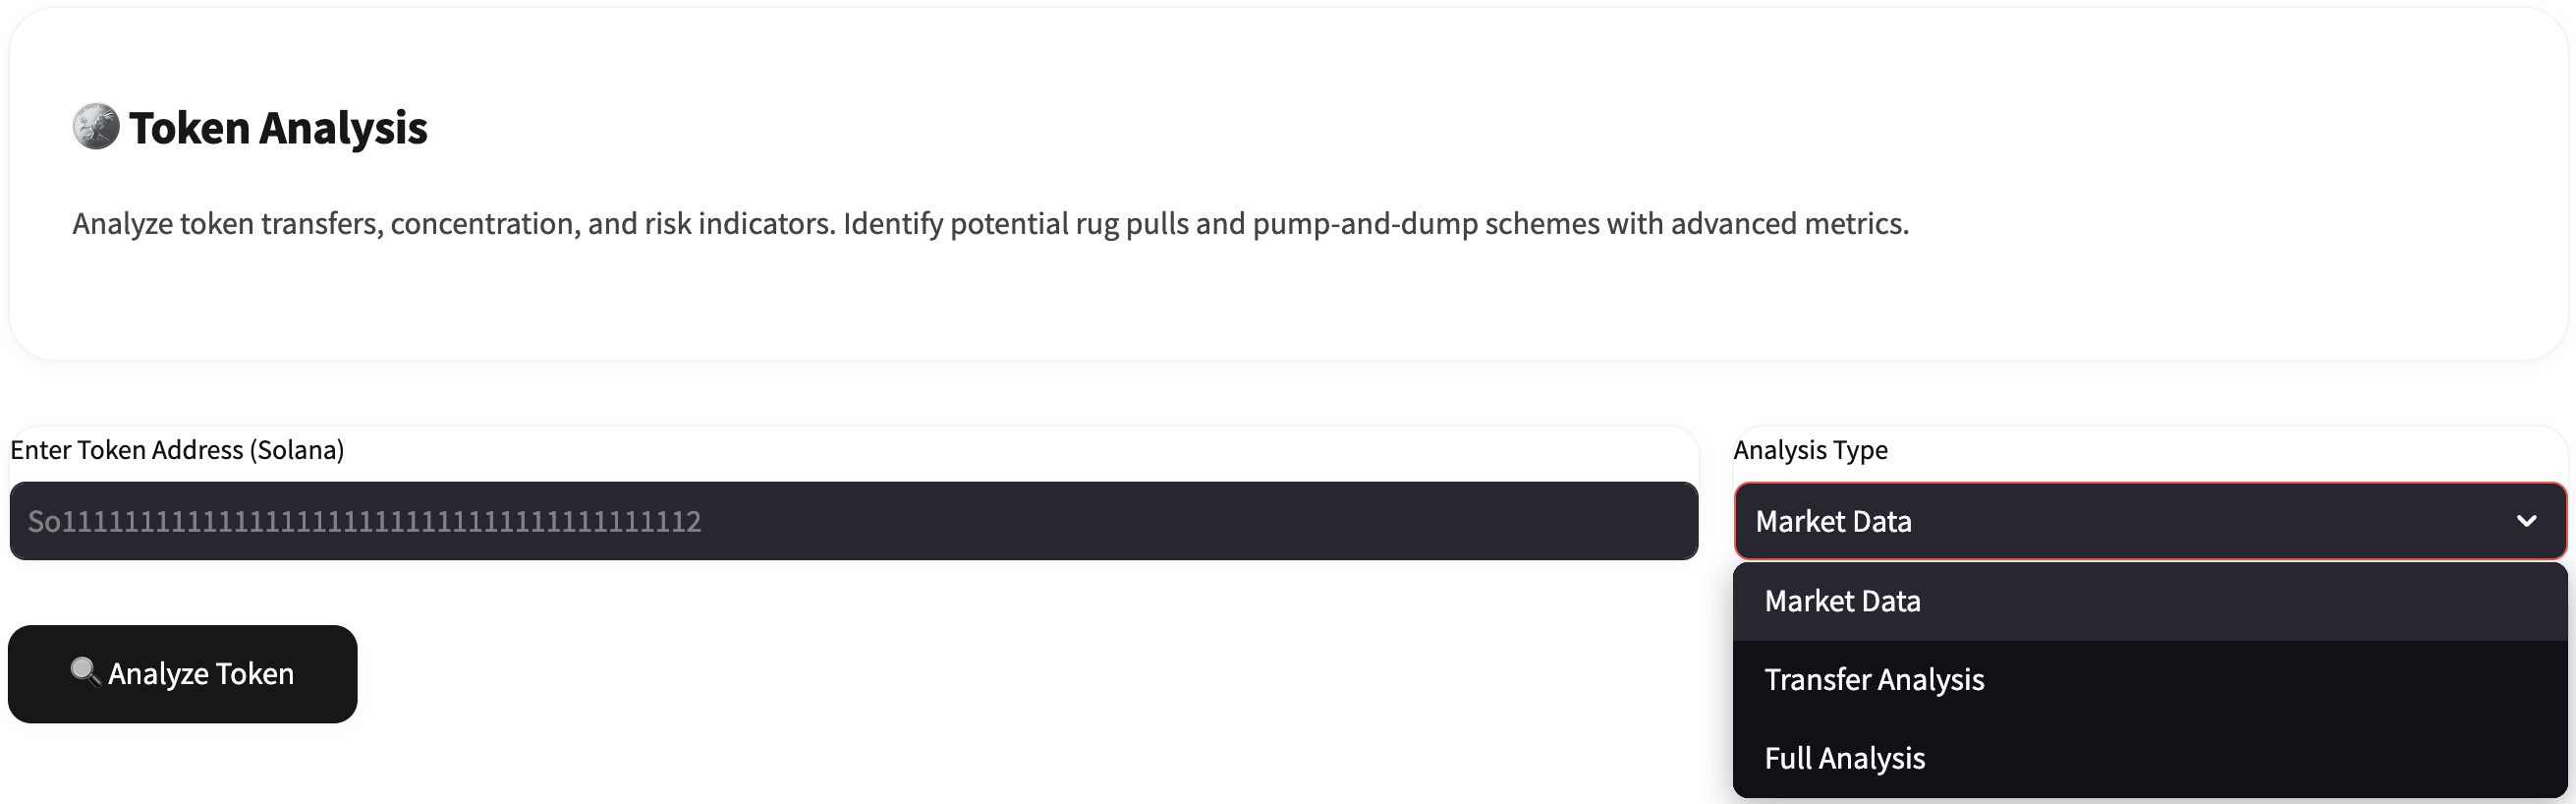 Token Analysis
Analyze token transfers, concentration, and risk indicators. Identify potential rug pulls and pump-and-dump schemes with advanced metrics.
Enter Token Address (Solana)
Analysis Type
So11111111111111111111111111111111111111112
Market Data
Market Data
Transfer Analysis
Full Analysis
Analyze Token